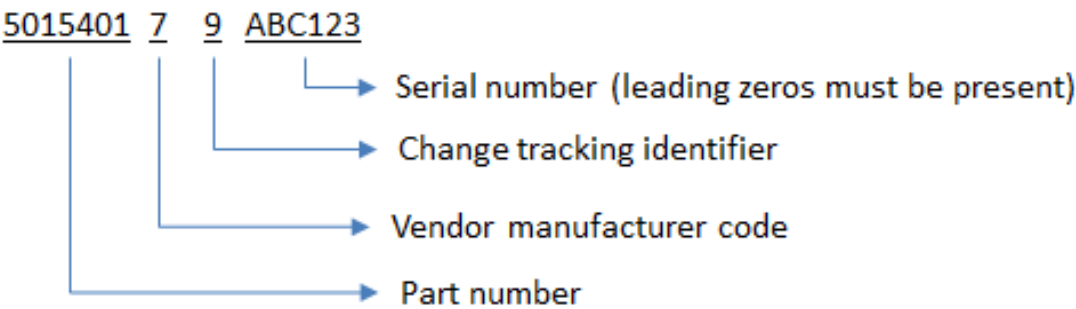 5015401 7 9 ABC123
Serial number (leading zeros must be present)
Change tracking identifier
Vendor manufacturer code
Part number